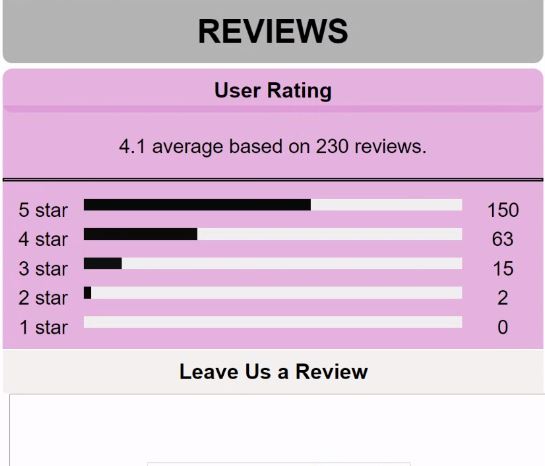 REVIEWS
User Rating
4.1 average based on 230 reviews.
5 star 150
4 star 63
3 star 15
2 star 2
1 star 0
Leave Us a Review